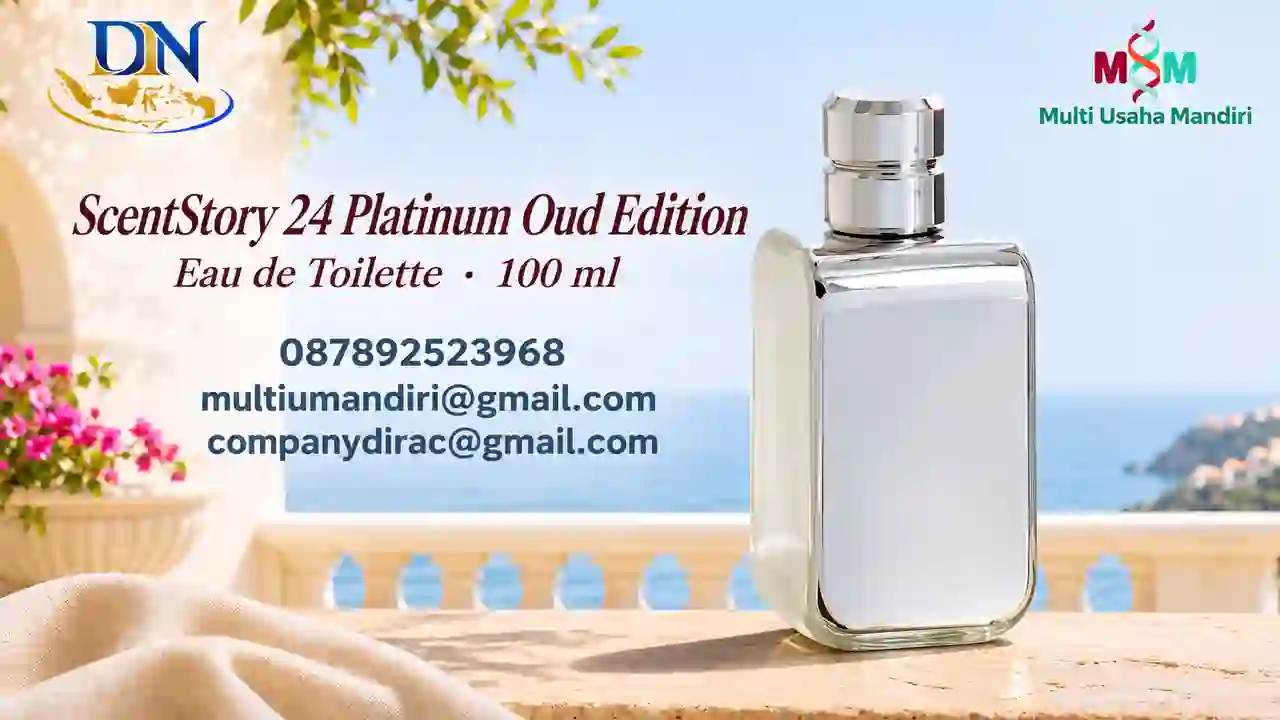 DN
MSM
Multi Usaha Mandiri
ScentStory 24 Platinum Oud Edition
Eau de Toilette • 100 ml
087892523968
multiumandiri@gmail.com
companydirac@gmail.com